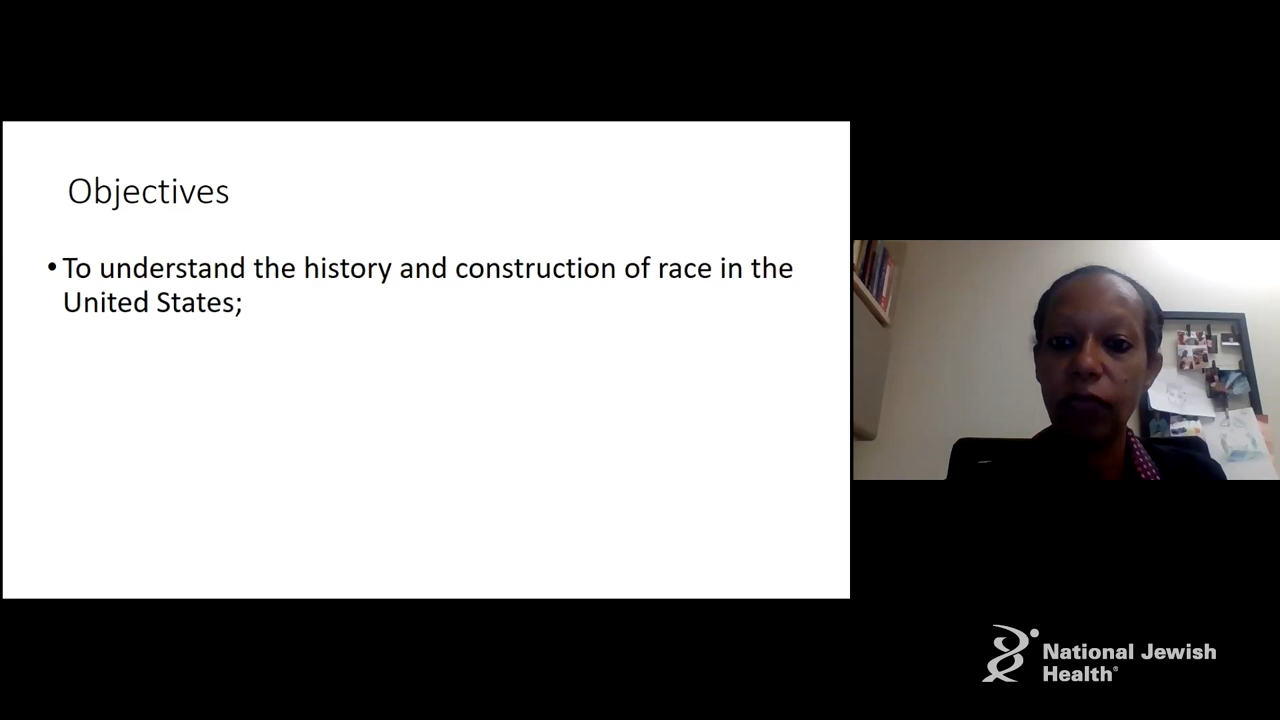 Objectives
• To understand the history and construction of race in the
United States;
National Jewish
Health®